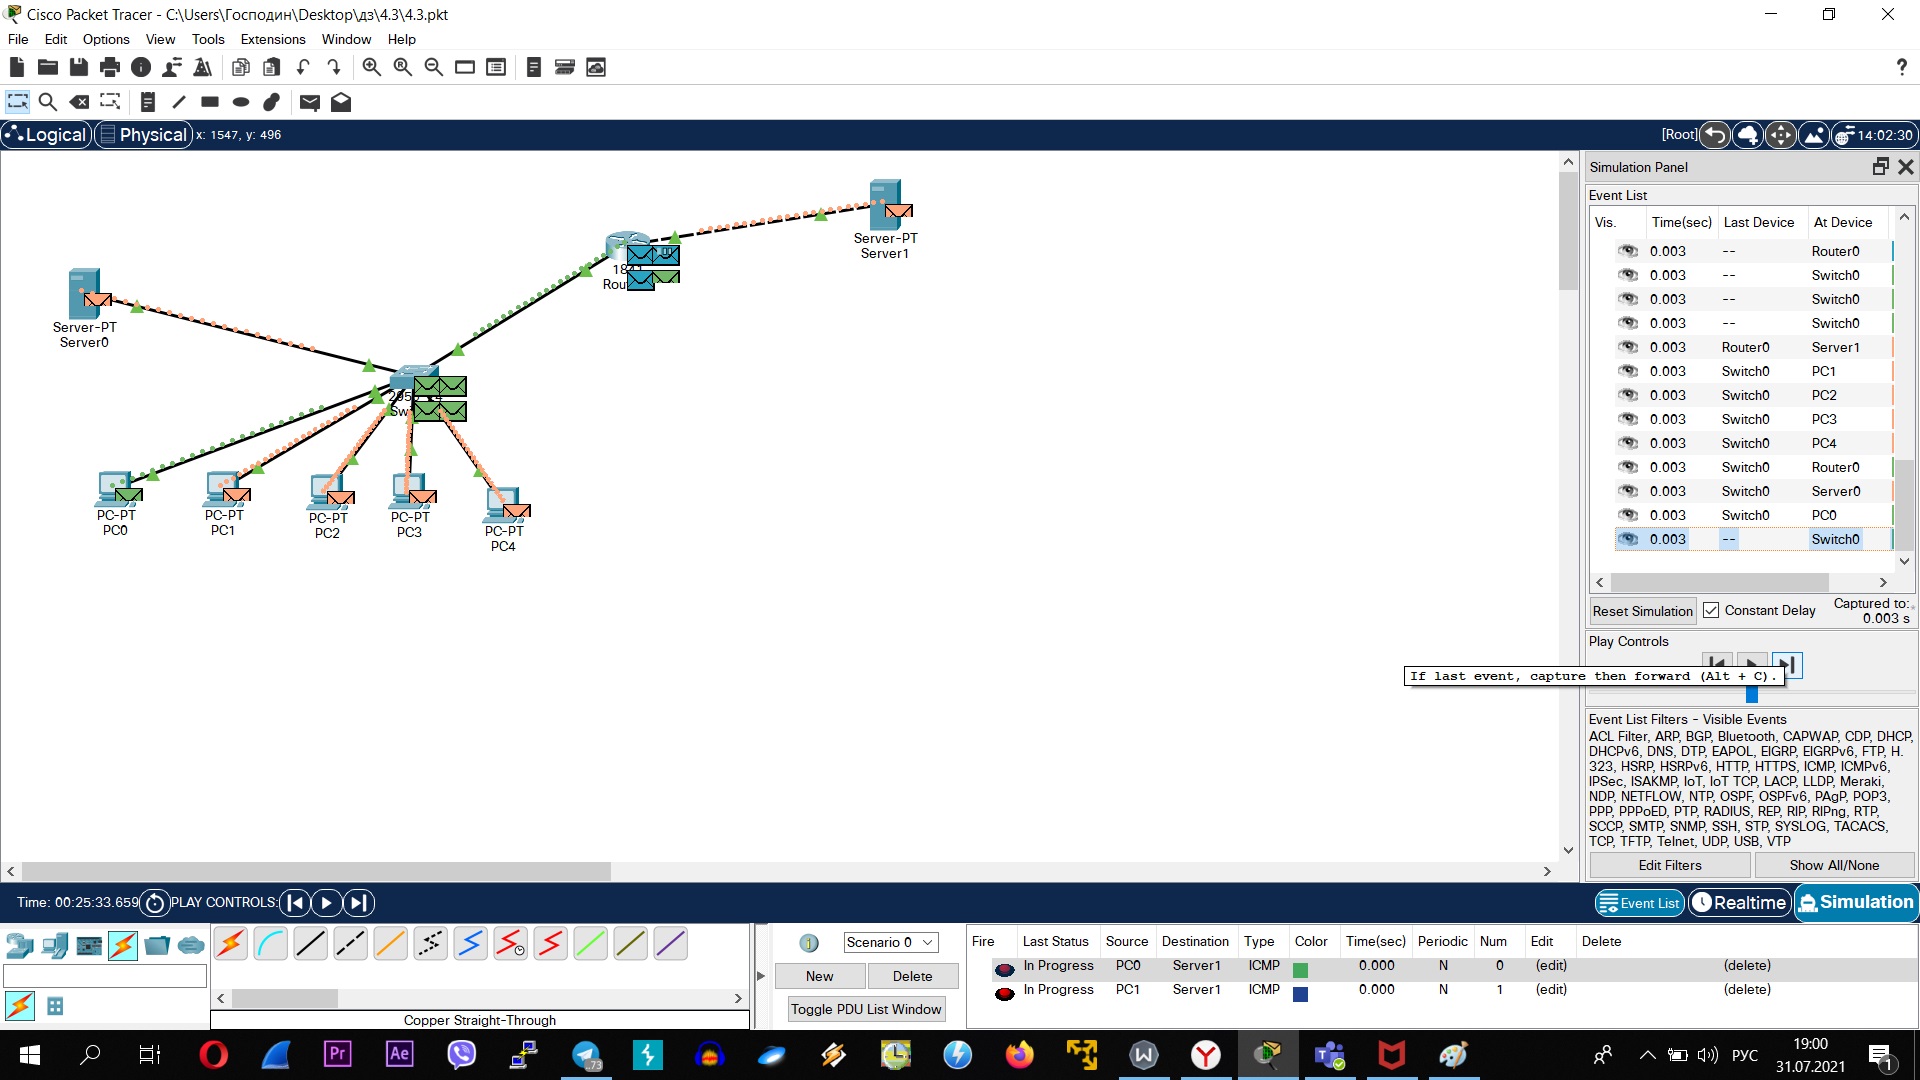 Cisco Packet Tracer - C:\Users\Господин\Desktop\дз\4.3\4.3.pkt
File Edit Options View Tools Extensions Window Help
?
Logical Physical x: 1547, y: 496
[Root] 14:02:30
Server-PT
Server1
Server-PT
Server0
PC-PT
PC0
PC-PT
PC1
PC-PT
PC2
PC-PT
PC3
PC-PT
PC4
Simulation Panel
Event List
Vis. Time(sec) Last Device At Device
0.003 -- Router0
0.003 -- Switch0
0.003 -- Switch0
0.003 -- Switch0
0.003 Router0 Server1
0.003 Switch0 PC1
0.003 Switch0 PC2
0.003 Switch0 PC3
0.003 Switch0 PC4
0.003 Switch0 Router0
0.003 Switch0 Server0
0.003 Switch0 PC0
0.003 -- Switch0
Reset Simulation Constant Delay Captured to:
0.003 s
Play Controls
If last event, capture then forward (Alt + C).
Event List Filters - Visible Events
ACL Filter, ARP, BGP, Bluetooth, CAPWAP, CDP, DHCP,
DHCPv6, DNS, DTP, EAPOL, EIGRP, EIGRPv6, FTP, H.
323, HSRP, HSRPv6, HTTP, HTTPS, ICMP, ICMPv6,
IPSec, ISAKMP, IoT, IoT TCP, LACP, LLDP, Meraki,
NDP, NETFLOW, NTP, OSPF, OSPFv6, PAgP, POP3,
PPP, PPPoED, PTP, RADIUS, REP, RIP, RIPng, RTP,
SCCP, SMTP, SNMP, SSH, STP, SYSLOG, TACACS,
TCP, TFTP, Telnet, UDP, USB, VTP
Edit Filters Show All/None
Time: 00:25:33.659 PLAY CONTROLS:
Event List Realtime Simulation
Copper Straight-Through
Scenario 0
New Delete
Toggle PDU List Window
Fire Last Status Source Destination Type Color Time(sec) Periodic Num Edit Delete
In Progress PC0 Server1 ICMP 0.000 N 0 (edit) (delete)
In Progress PC1 Server1 ICMP 0.000 N 1 (edit) (delete)
Pr Ae 73 РУС
19:00
31.07.2021
1